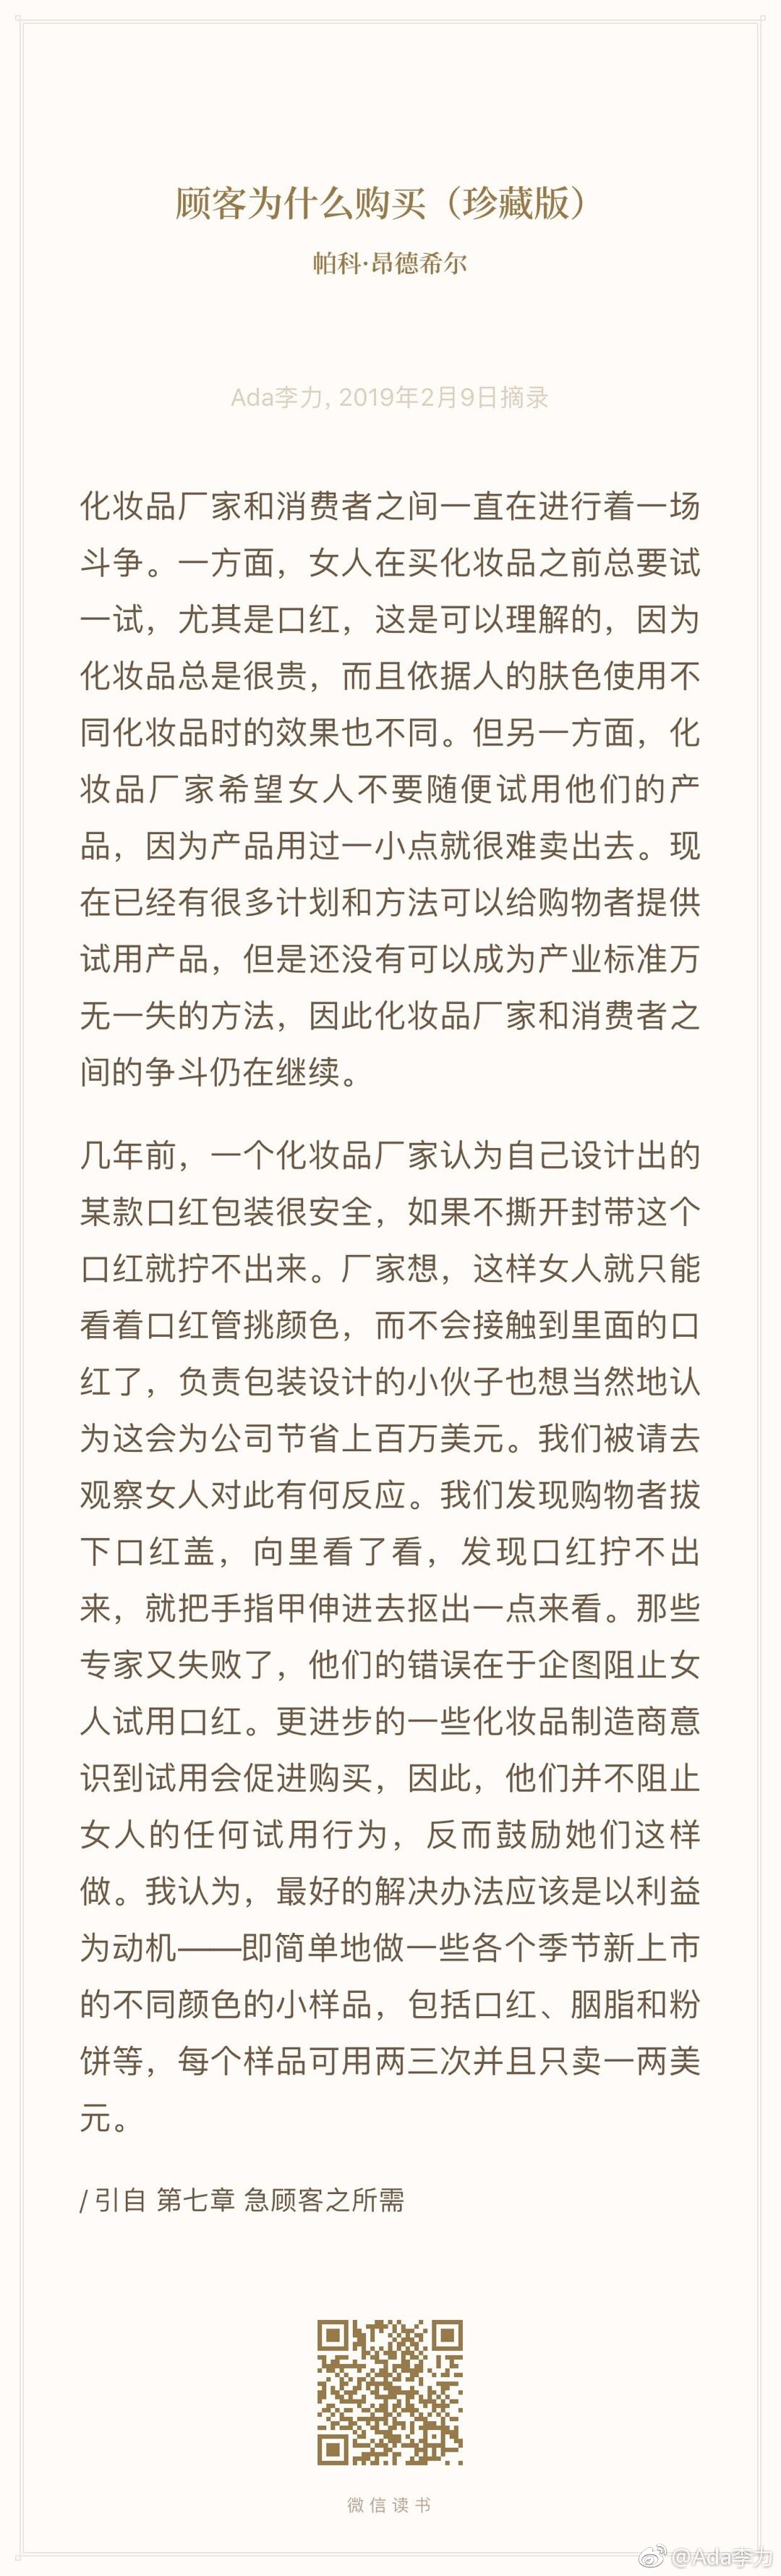 顾客为什么购买（珍藏版）
帕科·昂德希尔
Ada李力, 2019年2月9日摘录
化妆品厂家和消费者之间一直在进行着一场
斗争。一方面，女人在买化妆品之前总要试
一试，尤其是口红，这是可以理解的，因为
化妆品总是很贵，而且依据人的肤色使用不
同化妆品时的效果也不同。但另一方面，化
妆品厂家希望女人不要随便试用他们的产
品，因为产品用过一小点就很难卖出去。现
在已经有很多计划和方法可以给购物者提供
试用产品，但是还没有可以成为产业标准万
无一失的方法，因此化妆品厂家和消费者之
间的争斗仍在继续。
几年前，一个化妆品厂家认为自己设计出的
某款口红包装很安全，如果不撕开封带这个
口红就拧不出来。厂家想，这样女人就只能
看着口红管挑颜色，而不会接触到里面的口
红了，负责包装设计的小伙子也想当然地认
为这会为公司节省上百万美元。我们被请去
观察女人对此有何反应。我们发现购物者拔
下口红盖，向里看了看，发现口红拧不出
来，就把手指甲伸进去抠出一点来看。那些
专家又失败了，他们的错误在于企图阻止女
人试用口红。更进步的一些化妆品制造商意
识到试用会促进购买，因此，他们并不阻止
女人的任何试用行为，反而鼓励她们这样
做。我认为，最好的解决办法应该是以利益
为动机——即简单地做一些各个季节新上市
的不同颜色的小样品，包括口红、胭脂和粉
饼等，每个样品可用两三次并且只卖一两美
元。
/ 引自 第七章 急顾客之所需
微信读书
@Ada李力